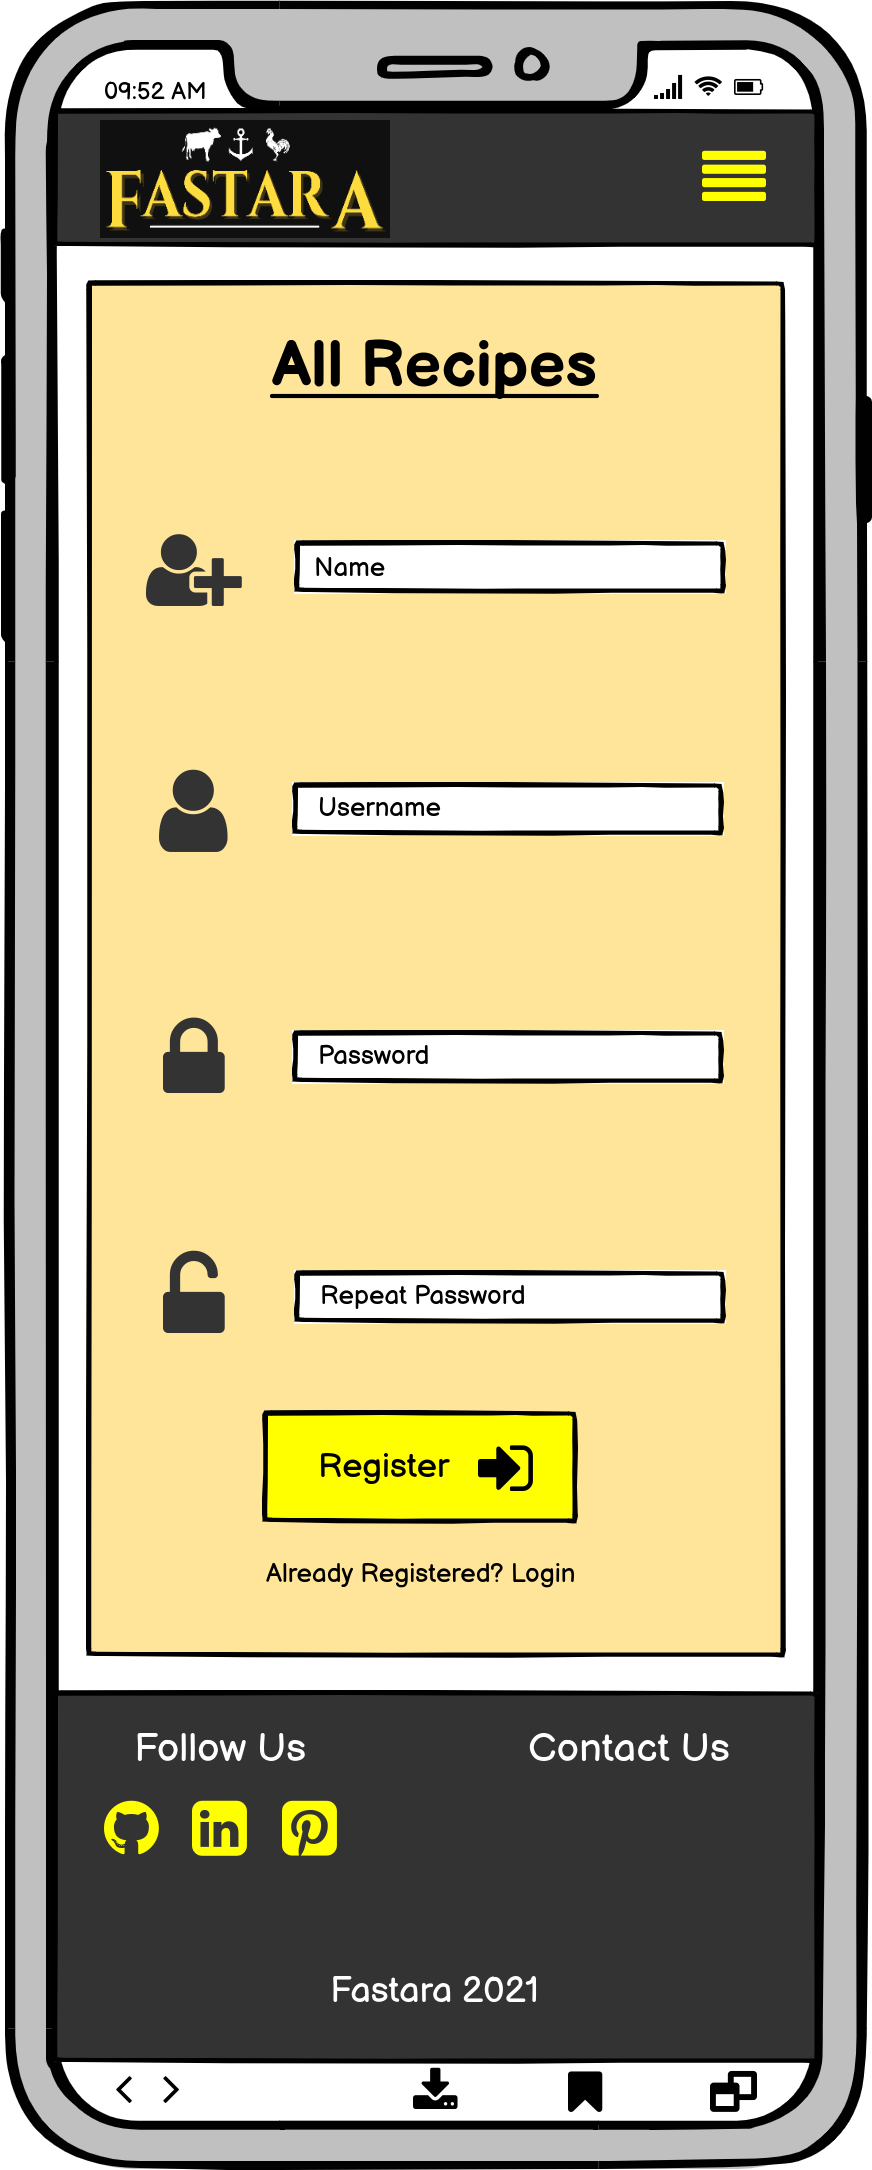 09:52 AM
FASTARA
All Recipes
Name
Username
Password
Repeat Password
Register
Already Registered? Login
Follow Us
Contact Us
in
Fastara 2021